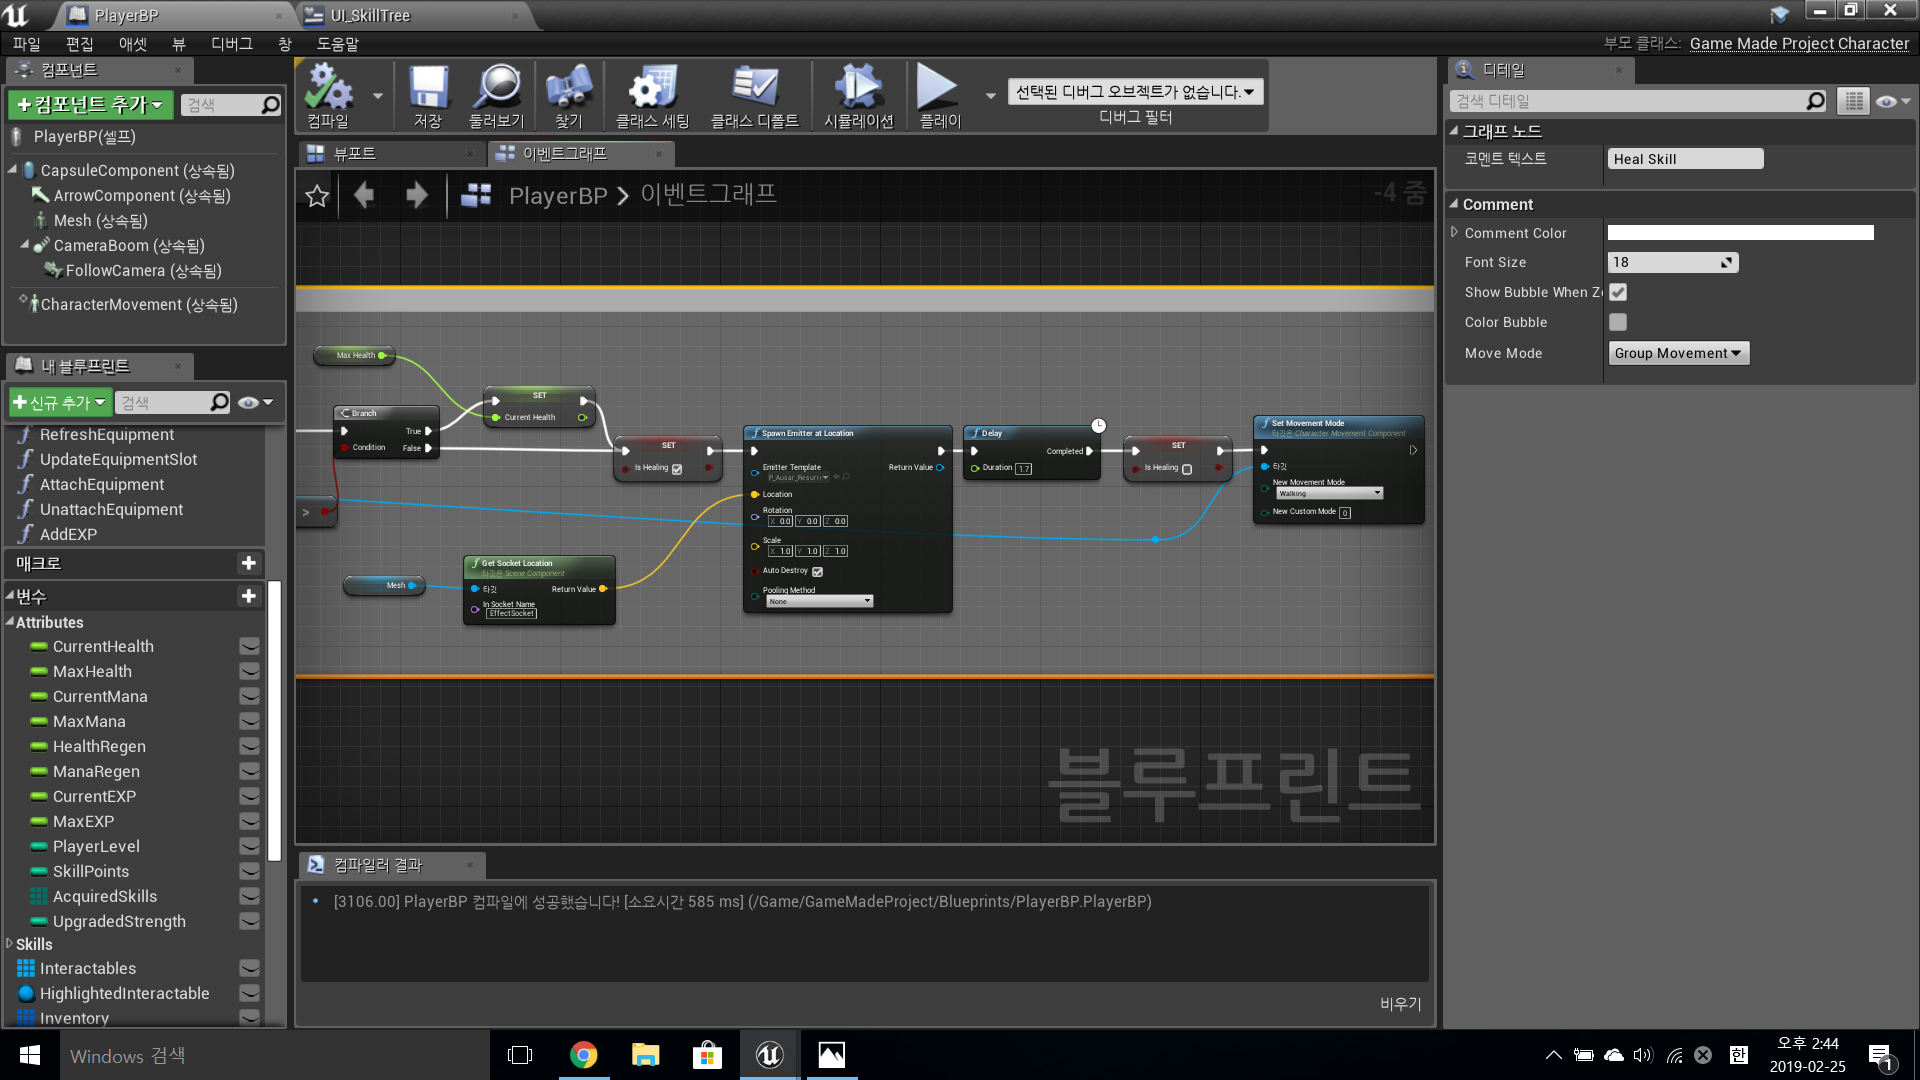 PlayerBP
UI_SkillTree
파일 편집 애셋 뷰 디버그 창 도움말
부모 클래스: Game Made Project Character
컴포넌트
+컴포넌트 추가
검색
PlayerBP(셀프)
CapsuleComponent (상속됨)
ArrowComponent (상속됨)
Mesh (상속됨)
CameraBoom (상속됨)
FollowCamera (상속됨)
CharacterMovement (상속됨)
내 블루프린트
+신규 추가
검색
RefreshEquipment
UpdateEquipmentSlot
AttachEquipment
UnattachEquipment
AddEXP
매크로
변수
Attributes
CurrentHealth
MaxHealth
CurrentMana
MaxMana
HealthRegen
ManaRegen
CurrentEXP
MaxEXP
PlayerLevel
SkillPoints
AcquiredSkills
UpgradedStrength
Skills
Interactables
HighlightedInteractable
Inventory
컴파일
저장
둘러보기
찾기
클래스 세팅
클래스 디폴트
시뮬레이션
플레이
선택된 디버그 오브젝트가 없습니다.
디버그 필터
뷰포트
이벤트그래프
PlayerBP > 이벤트그래프
-4 줌
Max Health
SET
Current Health
Branch
True
Condition
False
>
SET
Is Healing
Spawn Emitter at Location
Emitter Template
Return Value
P_Ausar_Resurr
Location
Rotation
X 0.0 Y 0.0 Z 0.0
Scale
X 1.0 Y 1.0 Z 1.0
Auto Destroy
Pooling Method
None
Mesh
Get Socket Location
타깃은 Scene Component
타깃
Return Value
In Socket Name
EffectSocket
Delay
Completed
Duration 1.7
SET
Is Healing
Set Movement Mode
타깃은 Character Movement Component
타깃
New Movement Mode
Walking
New Custom Mode 0
블루프린트
컴파일러 결과
[3106.00] PlayerBP 컴파일에 성공했습니다! [소요시간 585 ms] (/Game/GameMadeProject/Blueprints/PlayerBP.PlayerBP)
비우기
디테일
검색 디테일
그래프 노드
코멘트 텍스트
Heal Skill
Comment
Comment Color
Font Size
18
Show Bubble When Z
Color Bubble
Move Mode
Group Movement
Windows 검색
한
오후 2:44
2019-02-25
1